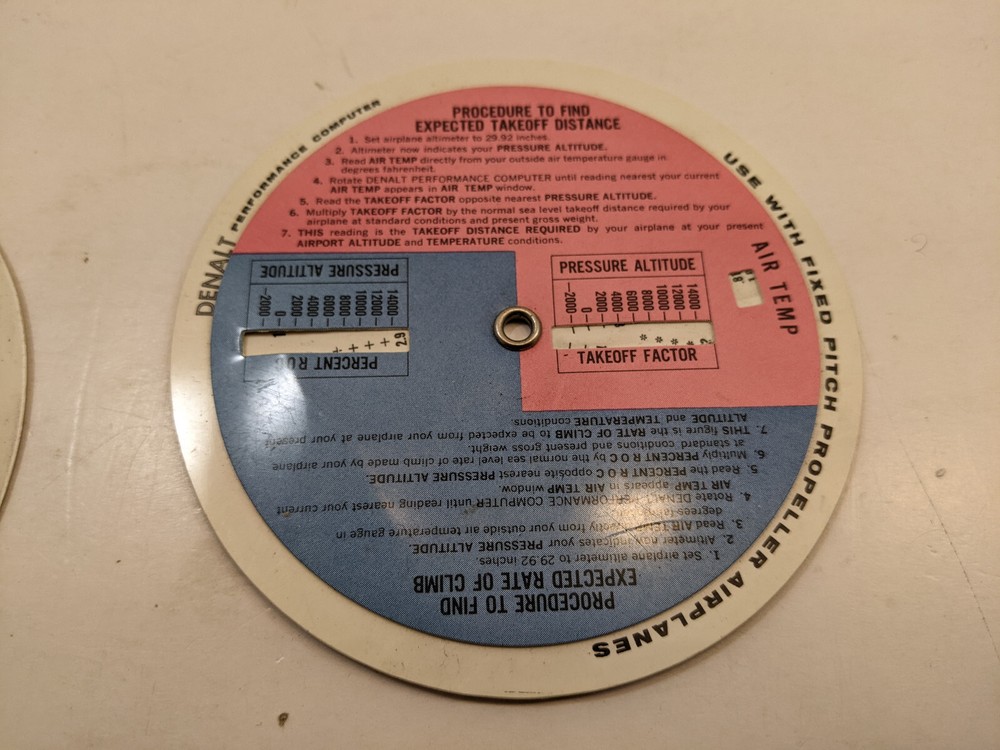 DENALT PERFORMANCE COMPUTER
USE WITH FIXED PITCH PROPELLER AIRPLANES
PROCEDURE TO FIND
EXPECTED TAKEOFF DISTANCE
1. Set airplane altimeter to 29.92 inches.
2. Altimeter now indicates your PRESSURE ALTITUDE.
3. Read AIR TEMP directly from your outside air temperature gauge in
degrees fahrenheit.
4. Rotate DENALT PERFORMANCE COMPUTER until reading nearest your current
AIR TEMP appears in AIR TEMP window.
5. Read the TAKEOFF FACTOR opposite nearest PRESSURE ALTITUDE.
6. Multiply TAKEOFF FACTOR by the normal sea level takeoff distance required by your
airplane at standard conditions and present gross weight.
7. THIS reading is the TAKEOFF DISTANCE REQUIRED by your airplane at your present
AIRPORT ALTITUDE and TEMPERATURE conditions.
AIR TEMP
PRESSURE ALTITUDE
-2000
0
2000
4000
6000
8000
10000
12000
14000
* * * * *
TAKEOFF FACTOR
PROCEDURE TO FIND
EXPECTED RATE OF CLIMB
1. Set airplane altimeter to 29.92 inches.
2. Altimeter now indicates your PRESSURE ALTITUDE.
3. Read AIR TEMP directly from your outside air temperature gauge in
degrees
4. Rotate DENALT PERFORMANCE COMPUTER until reading nearest your current
AIR TEMP appears in AIR TEMP window.
5. Read the PERCENT R O C opposite nearest PRESSURE ALTITUDE.
6. Multiply PERCENT R O C by the normal sea level rate of climb made by your airplane
at standard conditions and present gross weight.
7. THIS figure is the RATE OF CLIMB to be expected from your airplane at your present
ALTITUDE and TEMPERATURE conditions.
PERCENT R O C
2.9 + + + +
14000
12000
10000
8000
6000
4000
2000
0
-2000
PRESSURE ALTITUDE